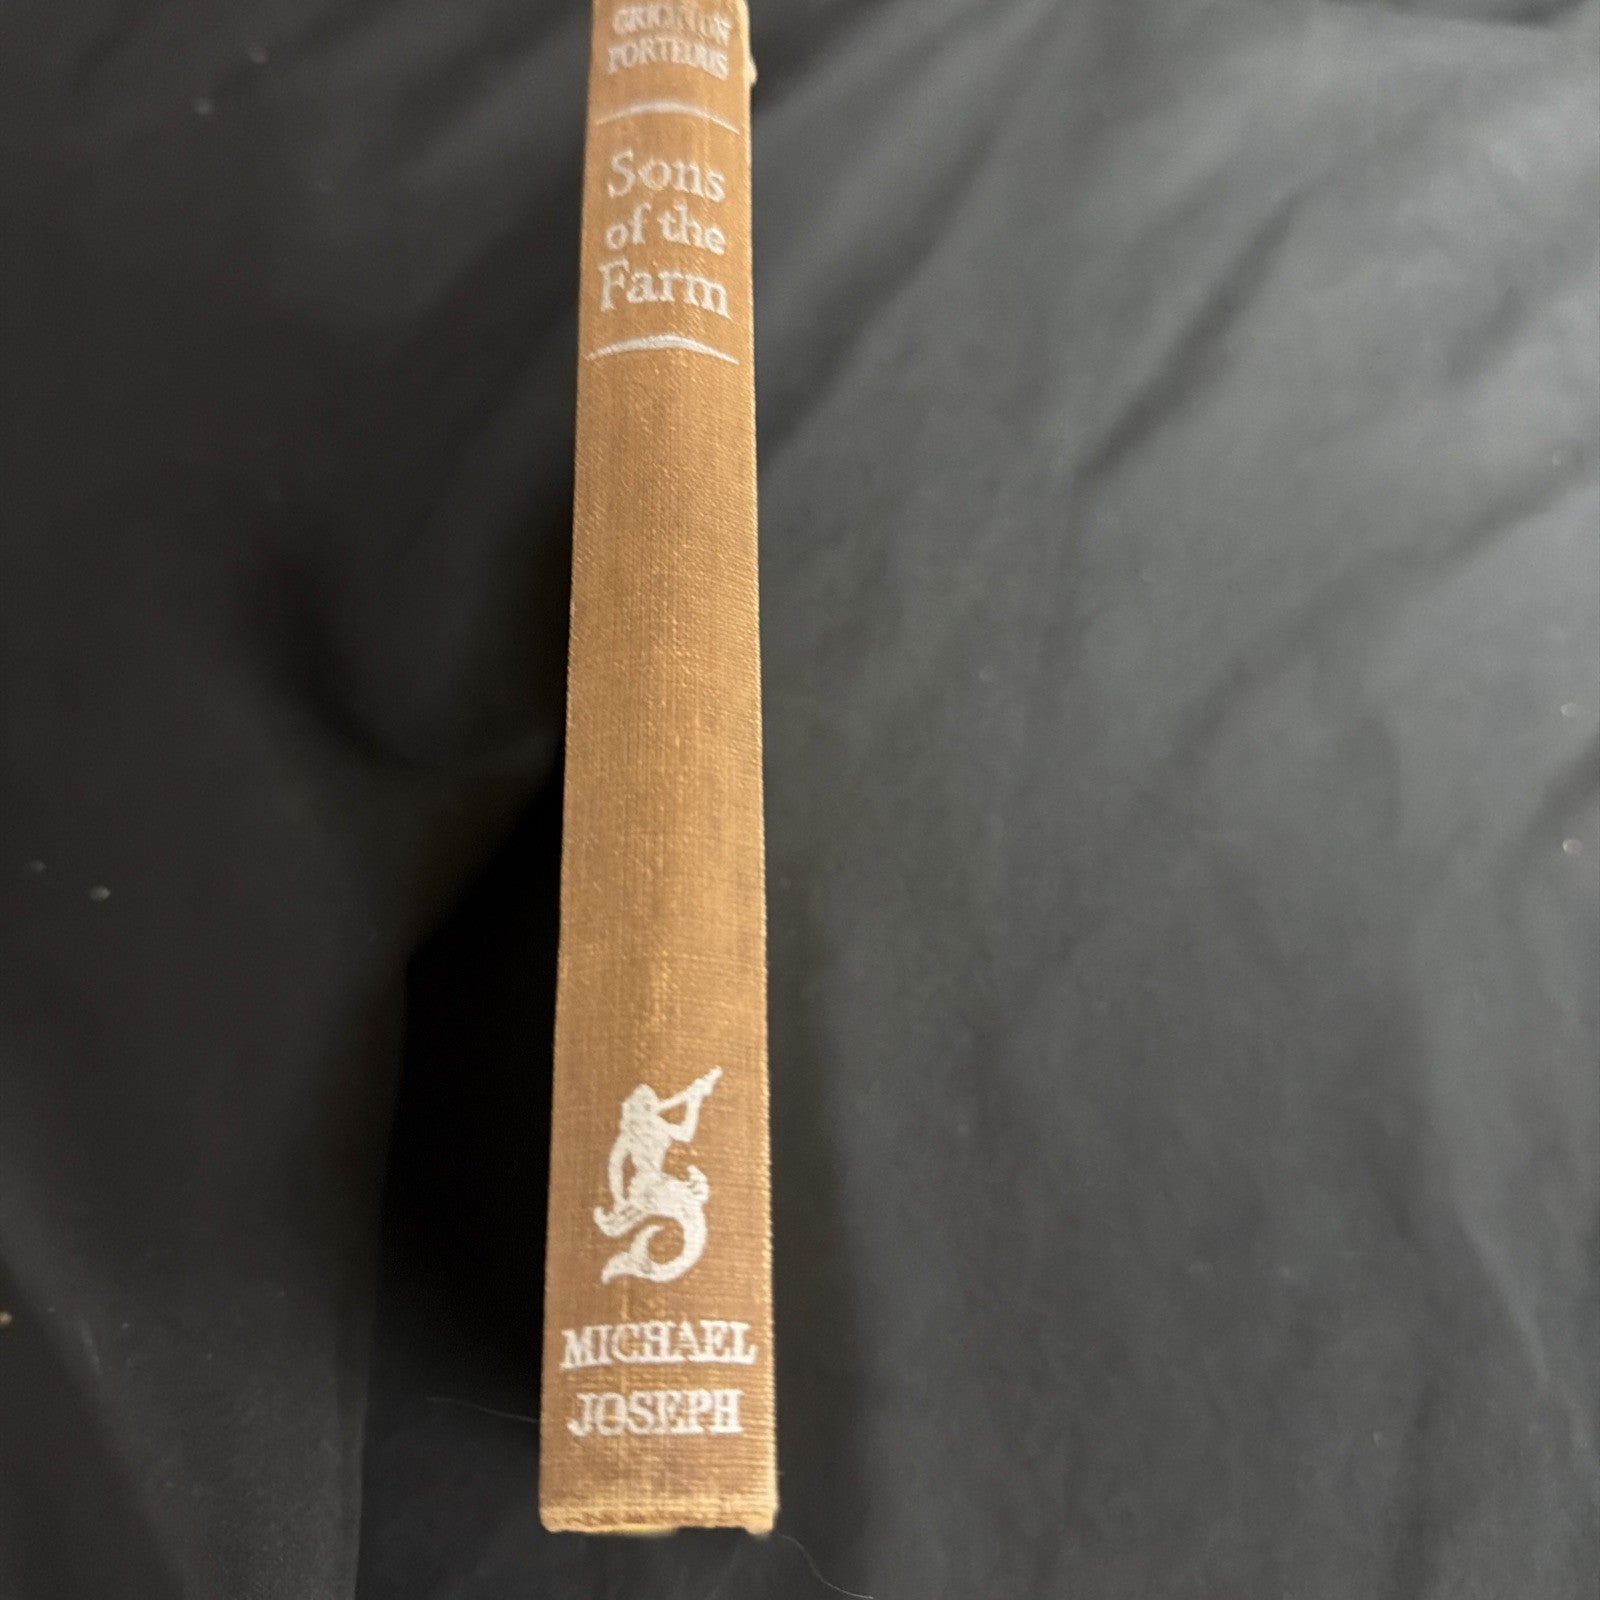 CRICHTON
PORTEOUS
Sons
of the
Farm
MICHAEL
JOSEPH